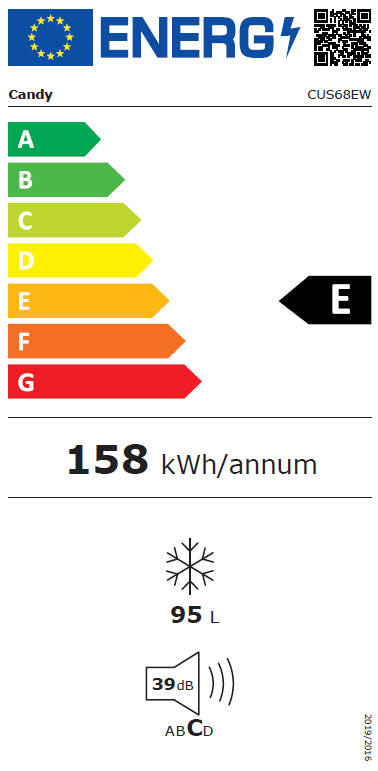 ENERG
Candy CUS68EW
A
B
C
D
E
E
F
G
158 kWh/annum
95 L
39dB
ABCD
2019/2016